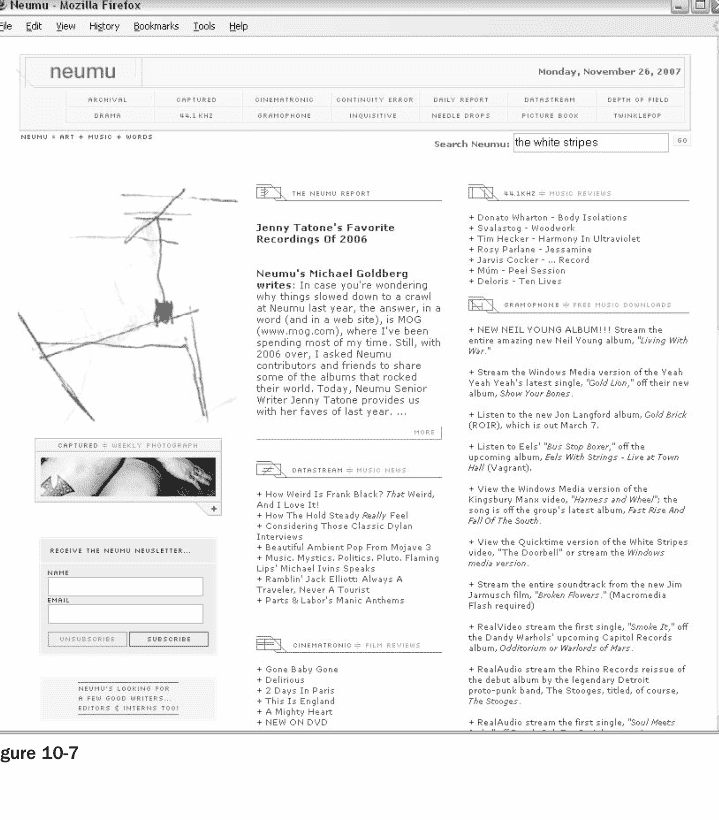 Neumu - Mozilla Firefox
File Edit View History Bookmarks Tools Help
neumu
Monday, November 26, 2007
ARCHIVAL CAPTURED CINEMATRONIC CONTINUITY ERROR DAILY REPORT DATASTREAM DEPTH OF FIELD
DRAMA 44.1 KHZ GRAMOPHONE INQUISITIVE NEEDLE DROPS PICTURE BOOK TWINKLEPOP
NEUMU = ART + MUSIC + WORDS
Search Neumu: the white stripes GO
THE NEUMU REPORT
Jenny Tatone's Favorite
Recordings Of 2006
Neumu's Michael Goldberg
writes: In case you're wondering
why things slowed down to a crawl
at Neumu last year, the answer, in a
word (and in a web site), is MOG
(www.mog.com), where I've been
spending most of my time. Still, with
2006 over, I asked Neumu
contributors and friends to share
some of the albums that rocked
their world. Today, Neumu Senior
Writer Jenny Tatone provides us
with her faves of last year. ...
MORE
DATASTREAM = MUSIC NEWS
+ How Weird Is Frank Black? That Weird,
And I Love It!
+ How The Hold Steady Really Feel
+ Considering Those Classic Dylan
Interviews
+ Beautiful Ambient Pop From Mojave 3
+ Music. Mystics. Politics. Pluto. Flaming
Lips' Michael Ivins Speaks
+ Ramblin' Jack Elliott: Always A
Traveler, Never A Tourist
+ Parts & Labor's Manic Anthems
CINEMATRONIC = FILM REVIEWS
+ Gone Baby Gone
+ Delirious
+ 2 Days In Paris
+ This Is England
+ A Mighty Heart
+ NEW ON DVD
44.1KHZ = MUSIC REVIEWS
+ Donato Wharton - Body Isolations
+ Svalastog - Woodwork
+ Tim Hecker - Harmony In Ultraviolet
+ Rosy Parlane - Jessamine
+ Jarvis Cocker - ... Record
+ Múm - Peel Session
+ Deloris - Ten Lives
GRAMOPHONE = FREE MUSIC DOWNLOADS
+ NEW NEIL YOUNG ALBUM!!! Stream the
entire amazing new Neil Young album, "Living With
War."
+ Stream the Windows Media version of the Yeah
Yeah Yeah's latest single, "Gold Lion," off their new
album, Show Your Bones.
+ Listen to the new Jon Langford album, Gold Brick
(ROIR), which is out March 7.
+ Listen to Eels' "Bus Stop Boxer," off the
upcoming album, Eels With Strings - Live at Town
Hall (Vagrant).
+ View the Windows Media version of the
Kingsbury Manx video, "Harness and Wheel"; the
song is off the group's latest album, Fast Rise And
Fall Of The South.
+ View the Quicktime version of the White Stripes
video, "The Doorbell" or stream the Windows
media version.
+ Stream the entire soundtrack from the new Jim
Jarmusch film, "Broken Flowers." (Macromedia
Flash required)
+ RealVideo stream the first single, "Smoke It," off
the Dandy Warhols' upcoming Capitol Records
album, Odditorium or Warlords of Mars.
+ RealAudio stream the Rhino Records reissue of
the debut album by the legendary Detroit
proto-punk band, The Stooges, titled, of course,
The Stooges.
+ RealAudio stream the first single, "Soul Meets
CAPTURED = WEEKLY PHOTOGRAPH
+
RECEIVE THE NEUMU NEWSLETTER...
NAME
EMAIL
UNSUBSCRIBE SUBSCRIBE
NEUMU'S LOOKING FOR
A FEW GOOD WRITERS...
EDITORS & INTERNS TOO!
gure 10-7